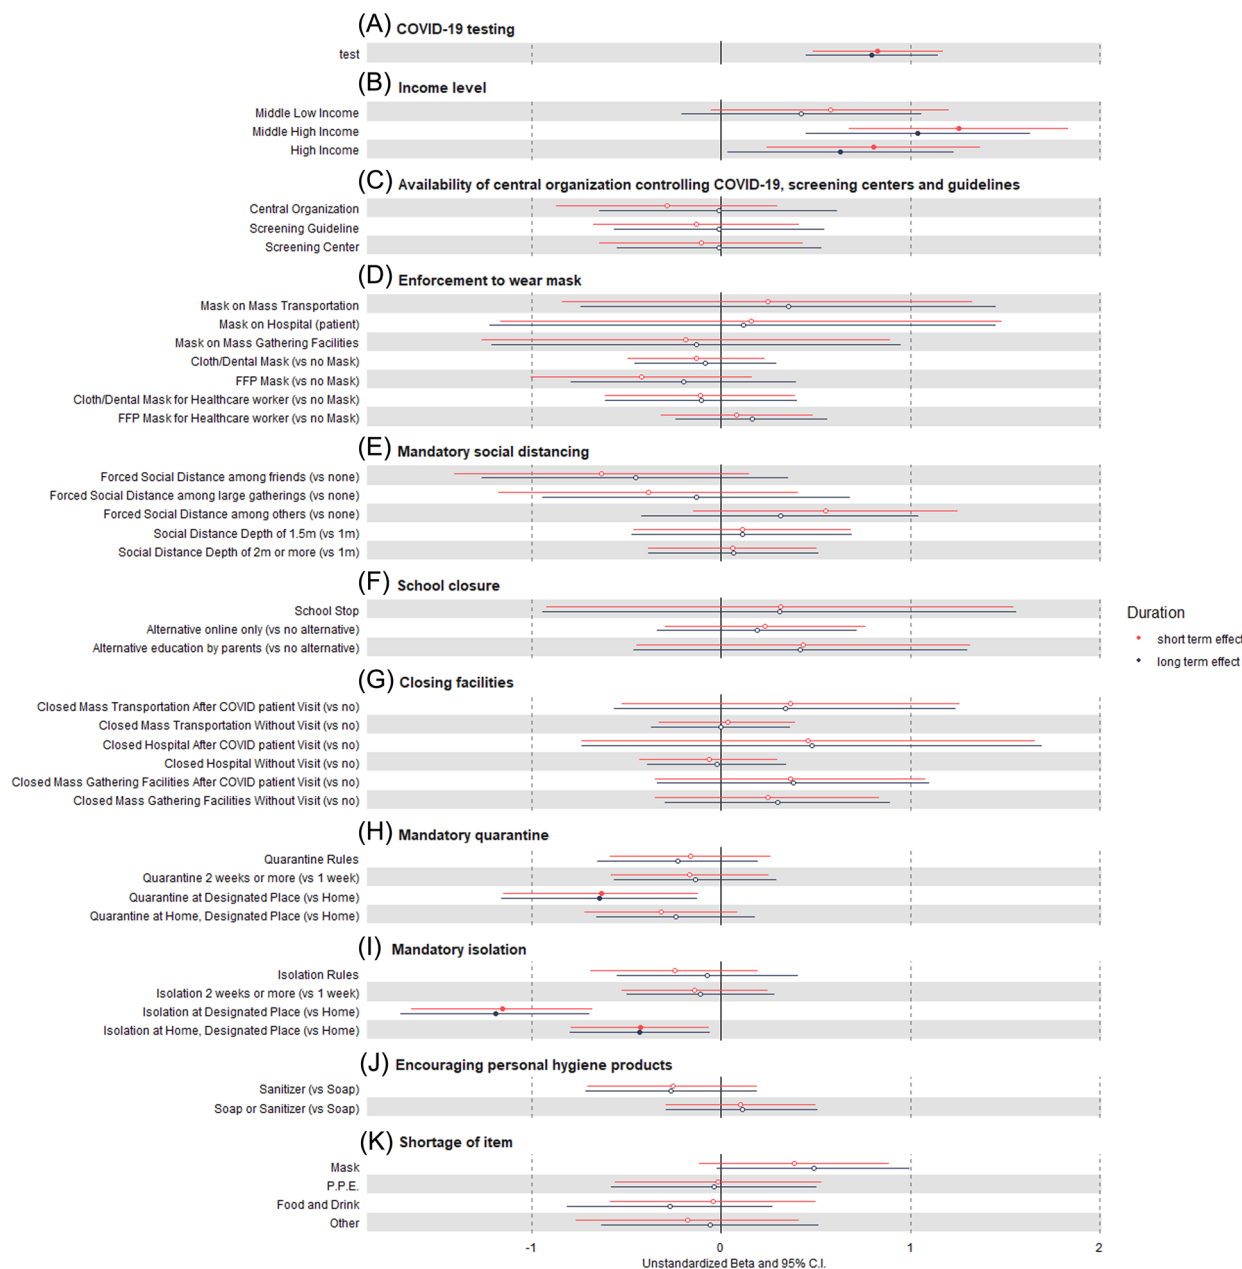 (A) COVID-19 testing
test
(B) Income level
Middle Low Income
Middle High Income
High Income
(C) Availability of central organization controlling COVID-19, screening centers and guidelines
Central Organization
Screening Guideline
Screening Center
(D) Enforcement to wear mask
Mask on Mass Transportation
Mask on Hospital (patient)
Mask on Mass Gathering Facilities
Cloth/Dental Mask (vs no Mask)
FFP Mask (vs no Mask)
Cloth/Dental Mask for Healthcare worker (vs no Mask)
FFP Mask for Healthcare worker (vs no Mask)
(E) Mandatory social distancing
Forced Social Distance among friends (vs none)
Forced Social Distance among large gatherings (vs none)
Forced Social Distance among others (vs none)
Social Distance Depth of 1.5m (vs 1m)
Social Distance Depth of 2m or more (vs 1m)
(F) School closure
School Stop
Alternative online only (vs no alternative)
Alternative education by parents (vs no alternative)
Duration
short term effect
long term effect
(G) Closing facilities
Closed Mass Transportation After COVID patient Visit (vs no)
Closed Mass Transportation Without Visit (vs no)
Closed Hospital After COVID patient Visit (vs no)
Closed Hospital Without Visit (vs no)
Closed Mass Gathering Facilities After COVID patient Visit (vs no)
Closed Mass Gathering Facilities Without Visit (vs no)
(H) Mandatory quarantine
Quarantine Rules
Quarantine 2 weeks or more (vs 1 week)
Quarantine at Designated Place (vs Home)
Quarantine at Home, Designated Place (vs Home)
(I) Mandatory isolation
Isolation Rules
Isolation 2 weeks or more (vs 1 week)
Isolation at Designated Place (vs Home)
Isolation at Home, Designated Place (vs Home)
(J) Encouraging personal hygiene products
Sanitizer (vs Soap)
Soap or Sanitizer (vs Soap)
(K) Shortage of item
Mask
P.P.E.
Food and Drink
Other
-1 0 1 2
Unstandardized Beta and 95% C.I.